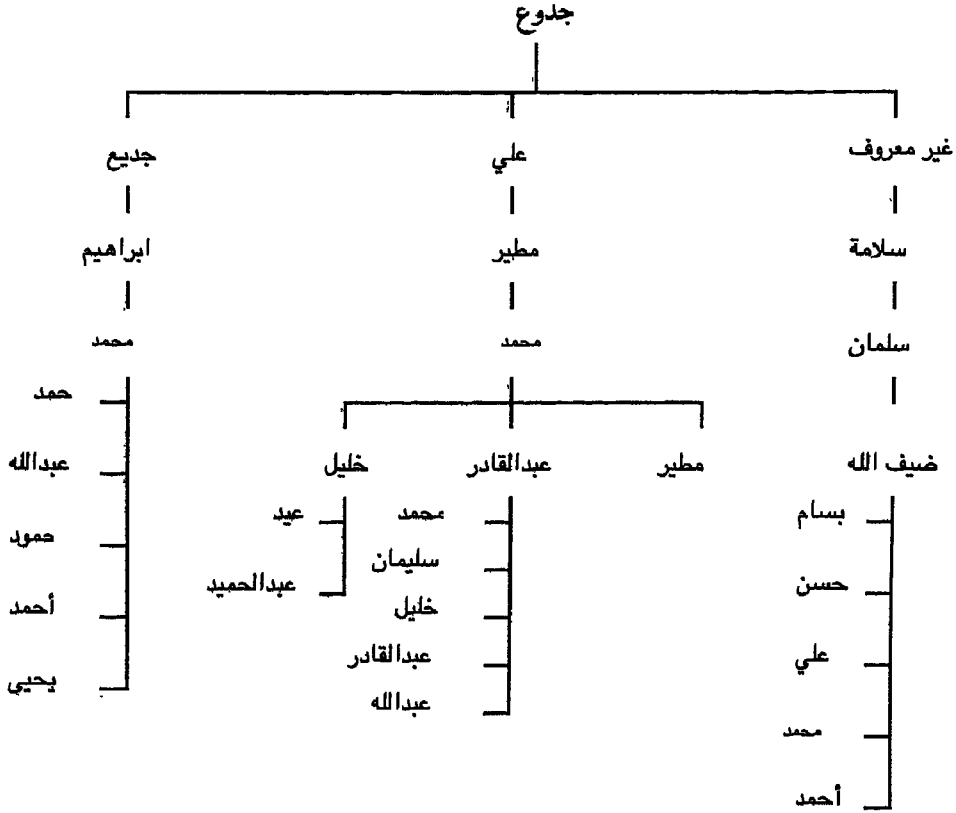 جدوع
غير معروف
علي
جديع
سلامة
مطير
ابراهيم
سلمان
محمد
محمد
ضيف الله
بسام
حسن
علي
محمد
أحمد
مطير
عبدالقادر
محمد
سليمان
خليل
عبدالقادر
عبدالله
خليل
عيد
عبدالحميد
حمد
عبدالله
حمود
أحمد
يحيى